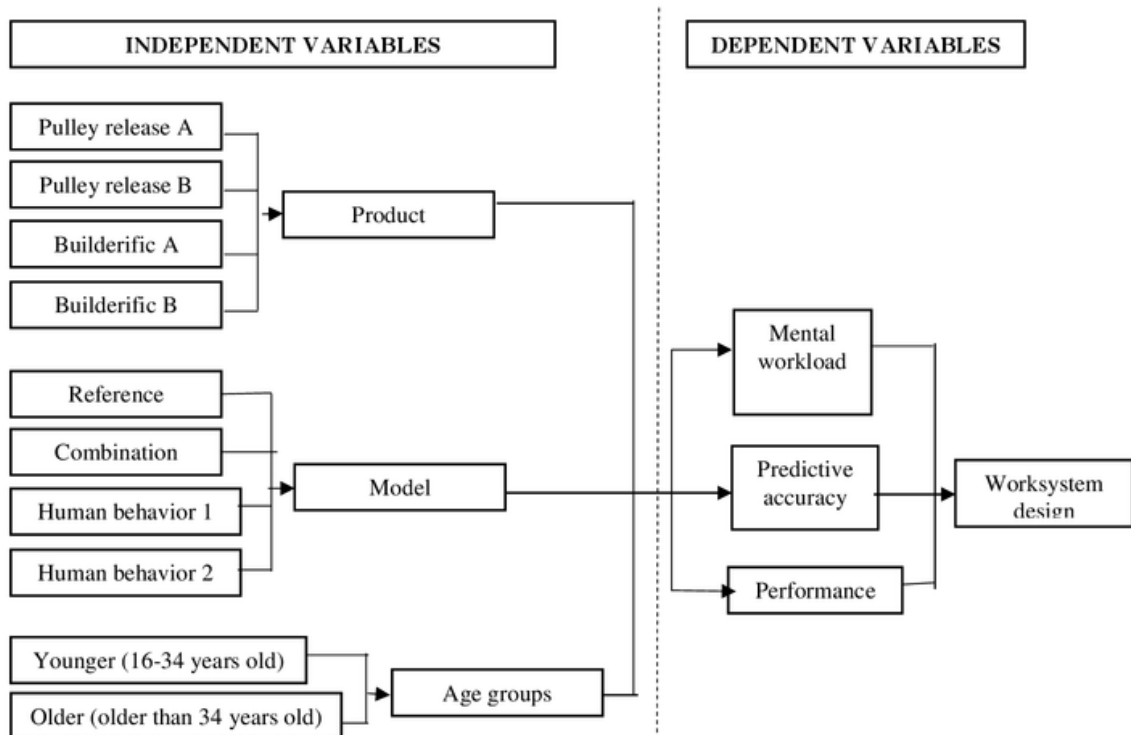 INDEPENDENT VARIABLES
DEPENDENT VARIABLES
Pulley release A
Pulley release B
Builderific A
Builderific B
Product
Reference
Combination
Human behavior 1
Human behavior 2
Model
Younger (16-34 years old)
Older (older than 34 years old)
Age groups
Mental
workload
Predictive
accuracy
Performance
Worksystem
design